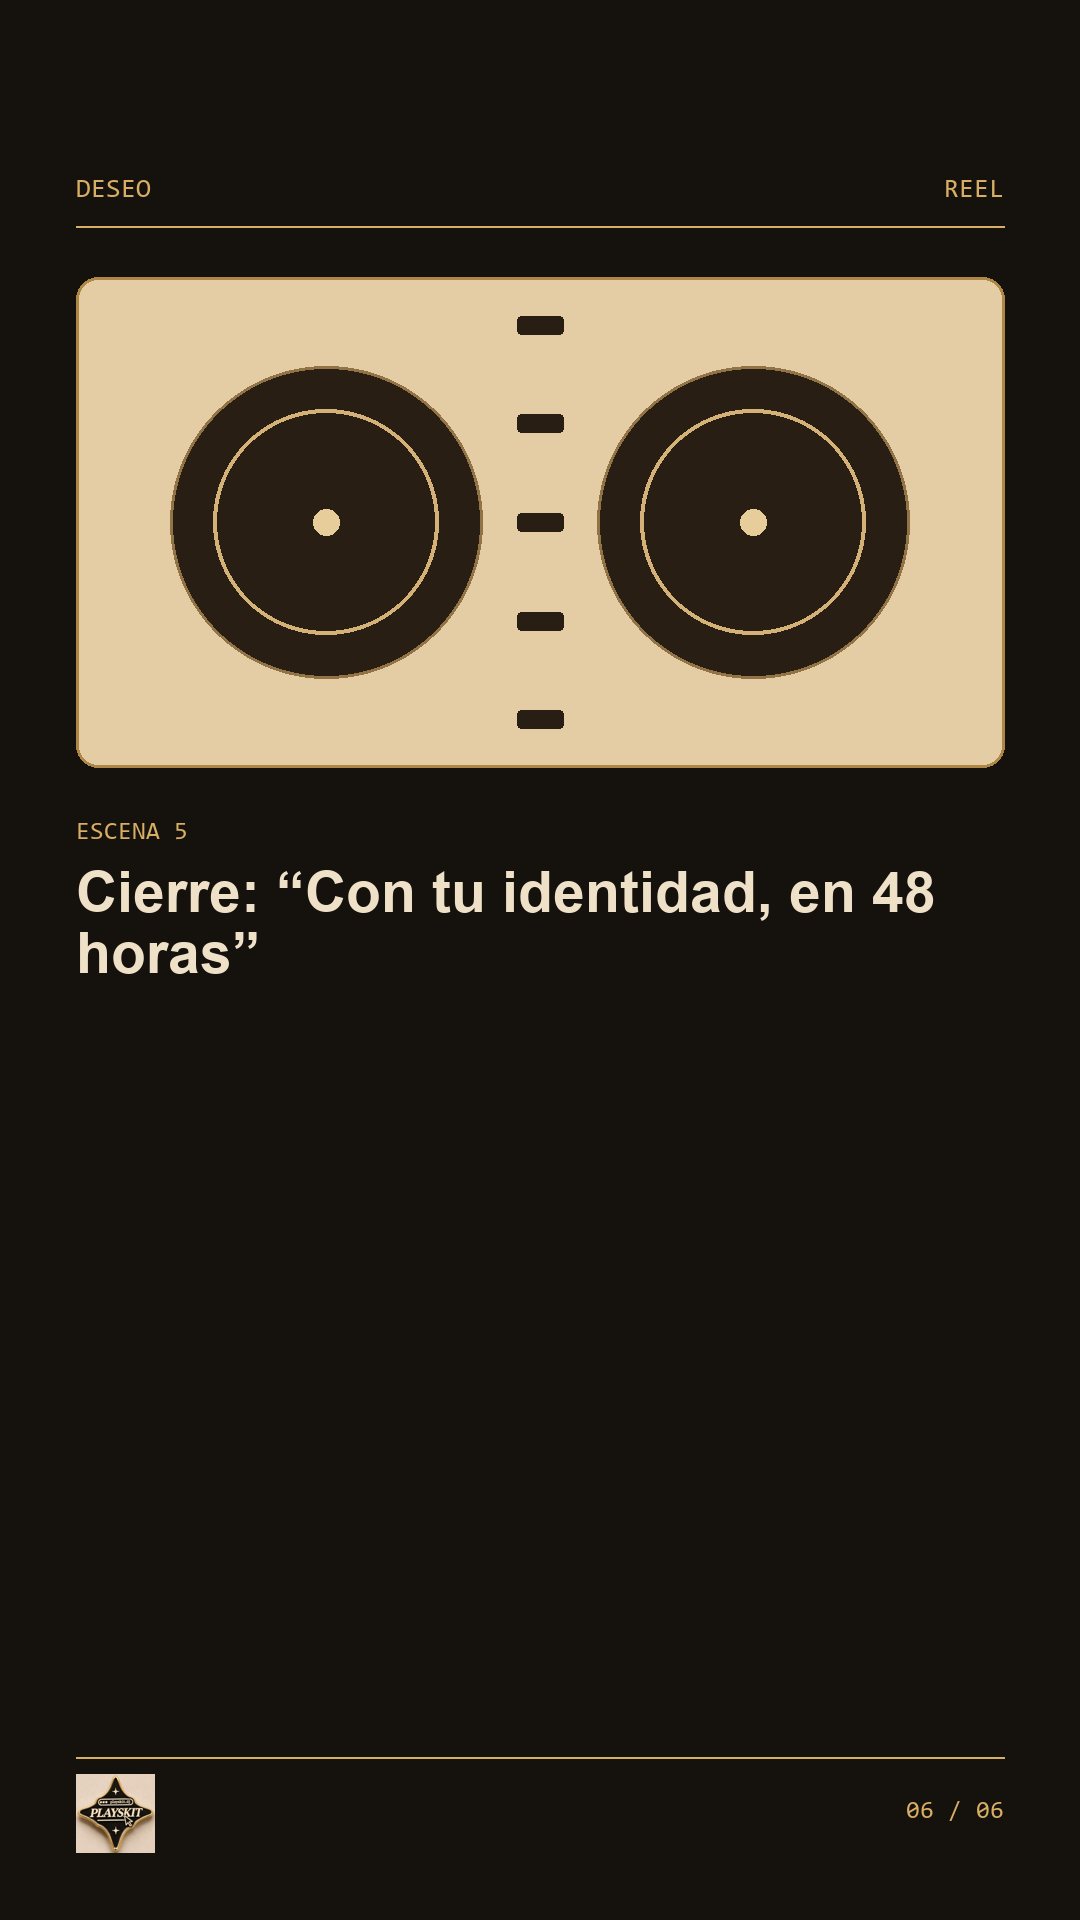 DESEO
REEL
ESCENA 5
Cierre: “Con tu identidad, en 48
horas”
PLAYSKIT
06 / 06